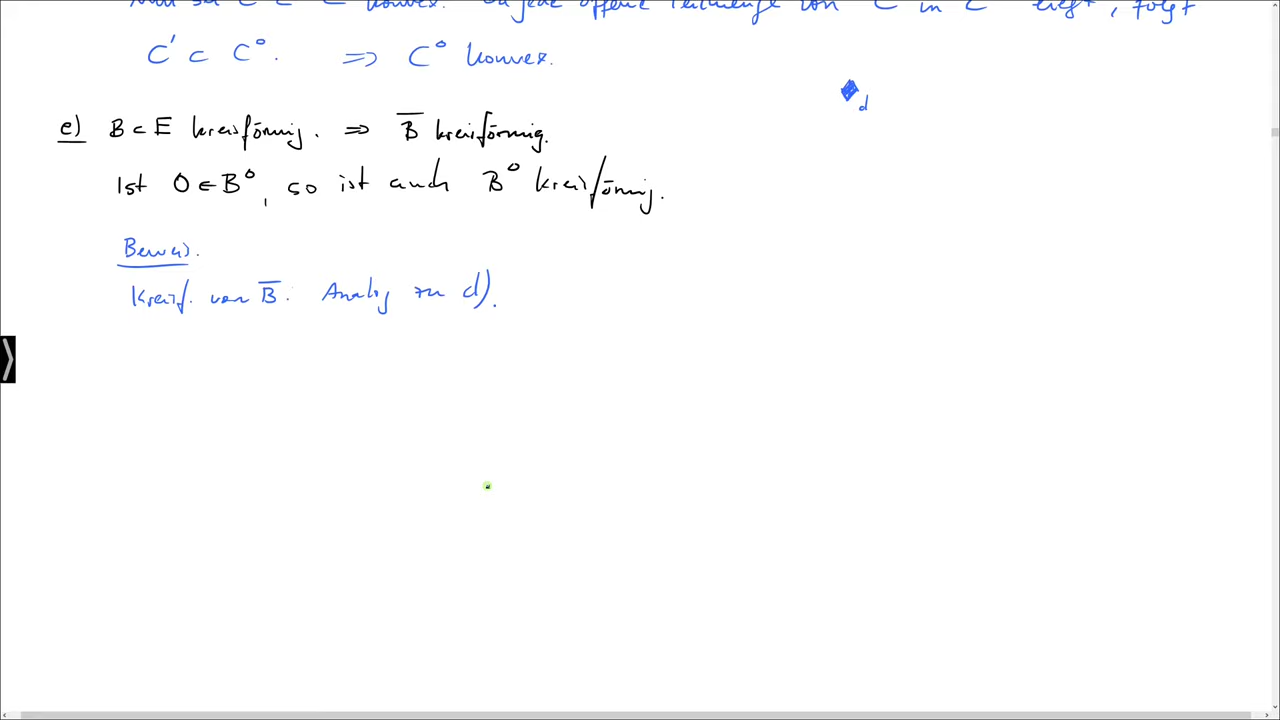 C' ⊂ C°. ⟹ C° konvex.
d
e) B ⊂ E kreisförmig. ⟹ B̅ kreisförmig.
Ist 0 ∈ B°, so ist auch B° kreisförmig.
Beweis.
Kreisf. von B̅: Analog zu d).